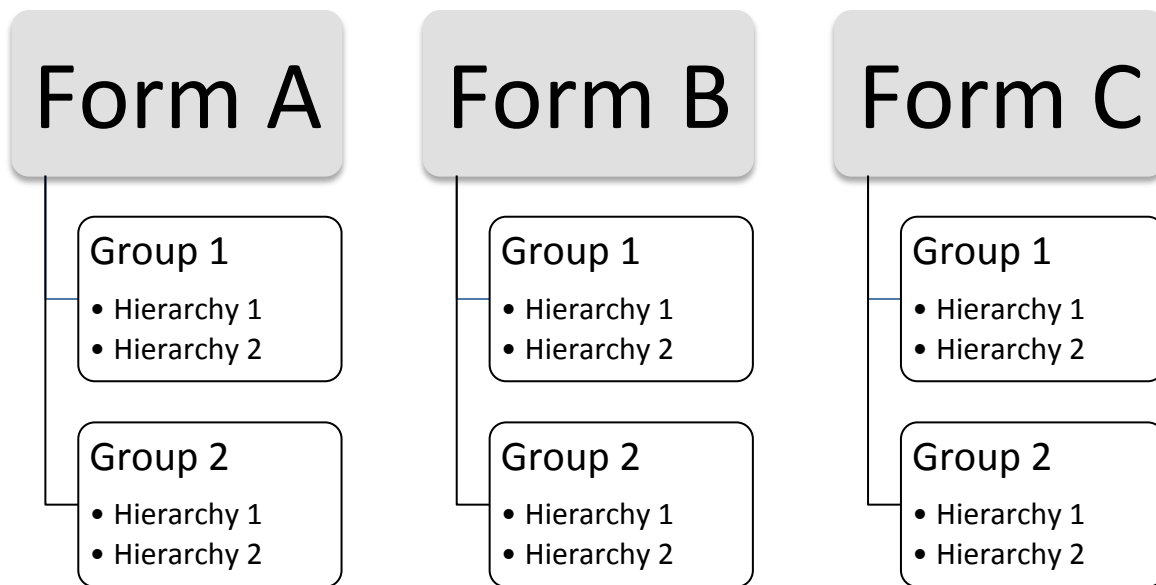 Form A
Group 1
• Hierarchy 1
• Hierarchy 2
Group 2
• Hierarchy 1
• Hierarchy 2
Form B
Group 1
• Hierarchy 1
• Hierarchy 2
Group 2
• Hierarchy 1
• Hierarchy 2
Form C
Group 1
• Hierarchy 1
• Hierarchy 2
Group 2
• Hierarchy 1
• Hierarchy 2